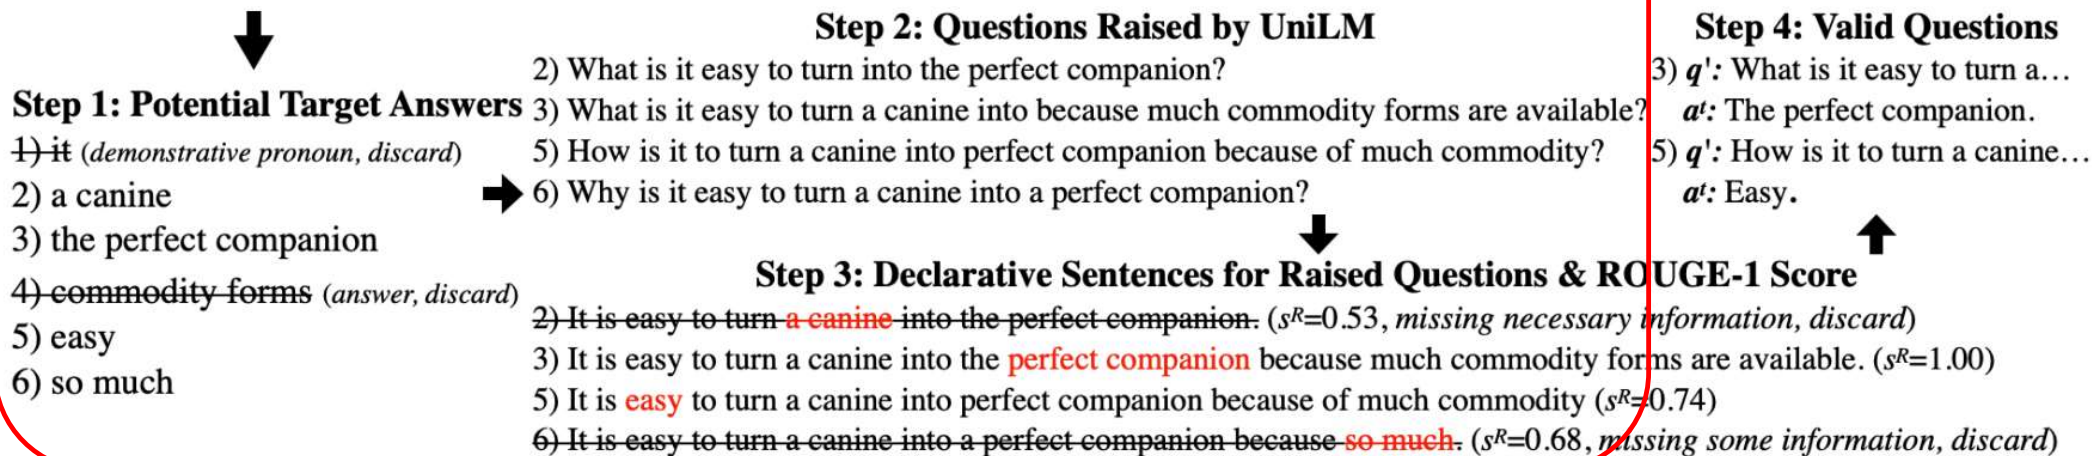 Step 1: Potential Target Answers
1) it (demonstrative pronoun, discard)
2) a canine
3) the perfect companion
4) commodity forms (answer, discard)
5) easy
6) so much
Step 2: Questions Raised by UniLM
2) What is it easy to turn into the perfect companion?
3) What is it easy to turn a canine into because much commodity forms are available?
5) How is it to turn a canine into perfect companion because of much commodity?
6) Why is it easy to turn a canine into a perfect companion?
Step 3: Declarative Sentences for Raised Questions & ROUGE-1 Score
2) It is easy to turn a canine into the perfect companion. (sᴿ=0.53, missing necessary information, discard)
3) It is easy to turn a canine into the perfect companion because much commodity forms are available. (sᴿ=1.00)
5) It is easy to turn a canine into perfect companion because of much commodity (sᴿ=0.74)
6) It is easy to turn a canine into a perfect companion because so much. (sᴿ=0.68, missing some information, discard)
Step 4: Valid Questions
3) q': What is it easy to turn a…
aᵗ: The perfect companion.
5) q': How is it to turn a canine…
aᵗ: Easy.